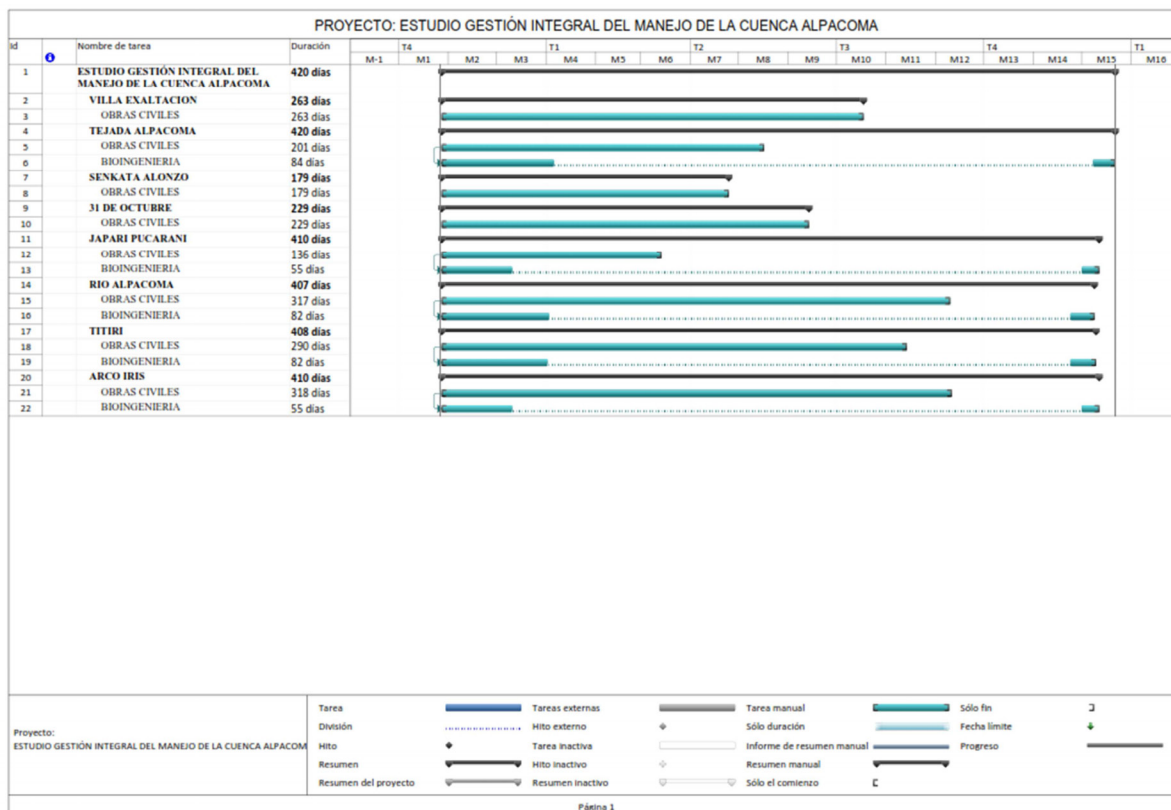 PROYECTO: ESTUDIO GESTIÓN INTEGRAL DEL MANEJO DE LA CUENCA ALPACOMA
Id Nombre de tarea Duración T4 T1 T2 T3 T4 T1
M-1 M1 M2 M3 M4 M5 M6 M7 M8 M9 M10 M11 M12 M13 M14 M15 M16
1 ESTUDIO GESTIÓN INTEGRAL DEL 420 días
MANEJO DE LA CUENCA ALPACOMA
2 VILLA EXALTACION 263 días
3 OBRAS CIVILES 263 días
4 TEJADA ALPACOMA 420 días
5 OBRAS CIVILES 201 días
6 BIOINGENIERIA 84 días
7 SENKATA ALONZO 179 días
8 OBRAS CIVILES 179 días
9 31 DE OCTUBRE 229 días
10 OBRAS CIVILES 229 días
11 JAPARI PUCARANI 410 días
12 OBRAS CIVILES 136 días
13 BIOINGENIERIA 55 días
14 RIO ALPACOMA 407 días
15 OBRAS CIVILES 317 días
16 BIOINGENIERIA 82 días
17 TITIRI 408 días
18 OBRAS CIVILES 290 días
19 BIOINGENIERIA 82 días
20 ARCO IRIS 410 días
21 OBRAS CIVILES 318 días
22 BIOINGENIERIA 55 días
Proyecto:
ESTUDIO GESTIÓN INTEGRAL DEL MANEJO DE LA CUENCA ALPACOM
Tarea Tareas externas Tarea manual Sólo fin
División Hito externo Sólo duración Fecha límite
Hito Tarea inactiva Informe de resumen manual Progreso
Resumen Hito inactivo Resumen manual
Resumen del proyecto Resumen inactivo Sólo el comienzo
Página 1